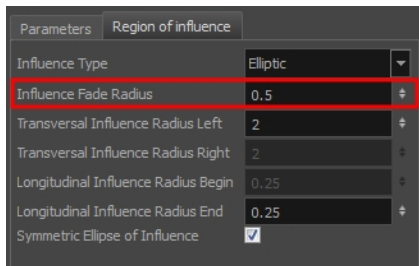 Parameters Region of influence
Influence Type Elliptic
Influence Fade Radius 0.5
Transversal Influence Radius Left 2
Transversal Influence Radius Right 2
Longitudinal Influence Radius Begin 0.25
Longitudinal Influence Radius End 0.25
Symmetric Ellipse of Influence